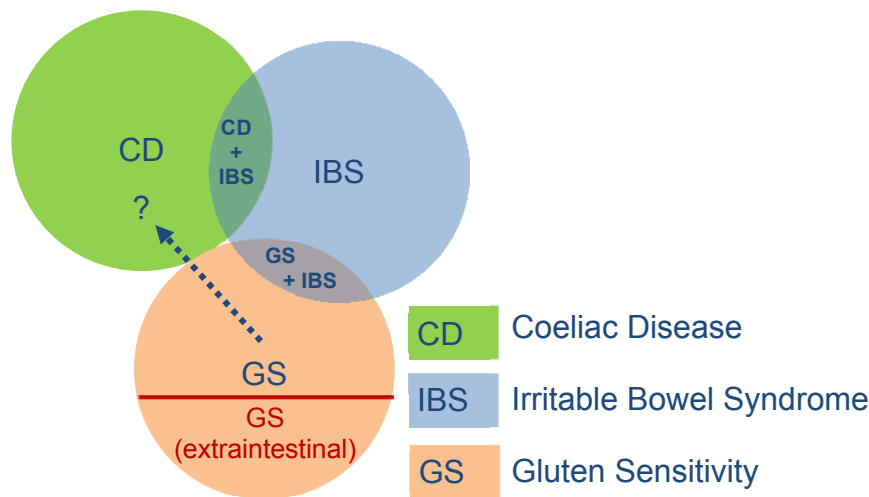 CD
?
CD
+
IBS
IBS
GS
+ IBS
GS
GS
(extraintestinal)
CD Coeliac Disease
IBS Irritable Bowel Syndrome
GS Gluten Sensitivity